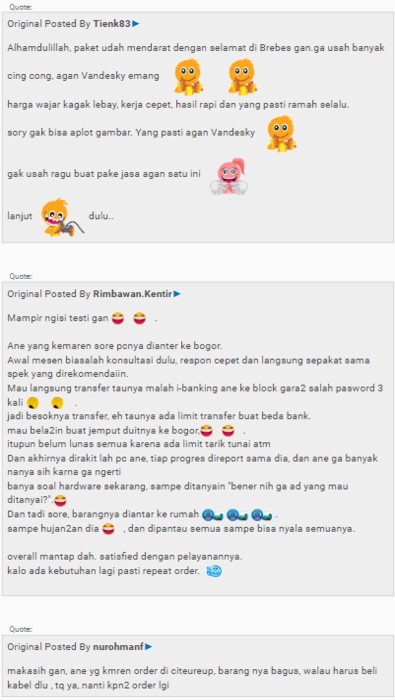 Quote:
Original Posted By Tienk83►
Alhamdulillah, paket udah mendarat dengan selamat di Brebes gan.ga usah banyak
cing cong, agan Vandesky emang
harga wajar kagak lebay, kerja cepet, hasil rapi dan yang pasti ramah selalu.
sory gak bisa aplot gambar. Yang pasti agan Vandesky
gak usah ragu buat pake jasa agan satu ini
lanjut dulu..
Quote:
Original Posted By Rimbawan.Kentir►
Mampir ngisi testi gan .
Ane yang kemaren sore pcnya dianter ke bogor.
Awal mesen biasalah konsultasi dulu, respon cepet dan langsung sepakat sama
spek yang direkomendaiin.
Mau langsung transfer taunya malah i-banking ane ke block gara2 salah pasword 3
kali .
jadi besoknya transfer, eh taunya ada limit transfer buat beda bank.
mau bela2in buat jemput duitnya ke bogor, .
itupun belum lunas semua karena ada limit tarik tunai atm
Dan akhirnya dirakit lah pc ane, tiap progres direport sama dia, dan ane ga banyak
nanya sih karna ga ngerti
banya soal hardware sekarang, sampe ditanyain "bener nih ga ad yang mau
ditanyai?".
Dan tadi sore, barangnya diantar ke rumah .
sampe hujan2an dia , dan dipantau semua sampe bisa nyala semuanya.
overall mantap dah. satisfied dengan pelayanannya.
kalo ada kebutuhan lagi pasti repeat order.
Quote:
Original Posted By nurohmanf►
makasih gan, ane yg kmren order di citeureup, barang nya bagus, walau harus beli
kabel dlu , tq ya, nanti kpn2 order lgi